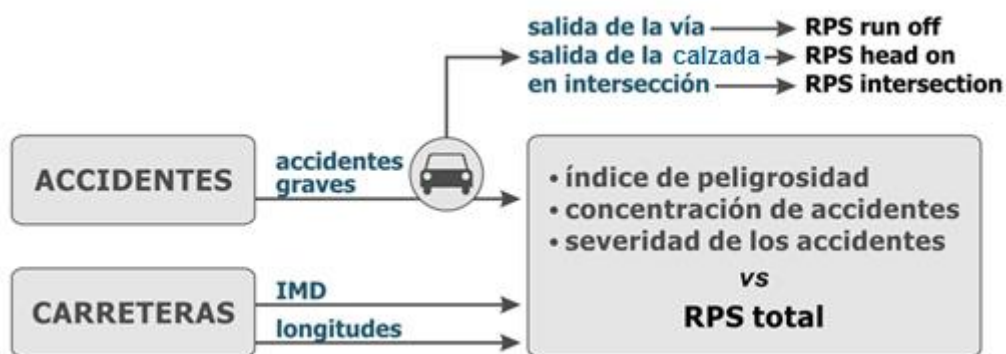 salida de la vía RPS run off
salida de la calzada RPS head on
en intersección RPS intersection
ACCIDENTES
accidentes
graves
• índice de peligrosidad
• concentración de accidentes
• severidad de los accidentes
vs
RPS total
CARRETERAS
IMD
longitudes